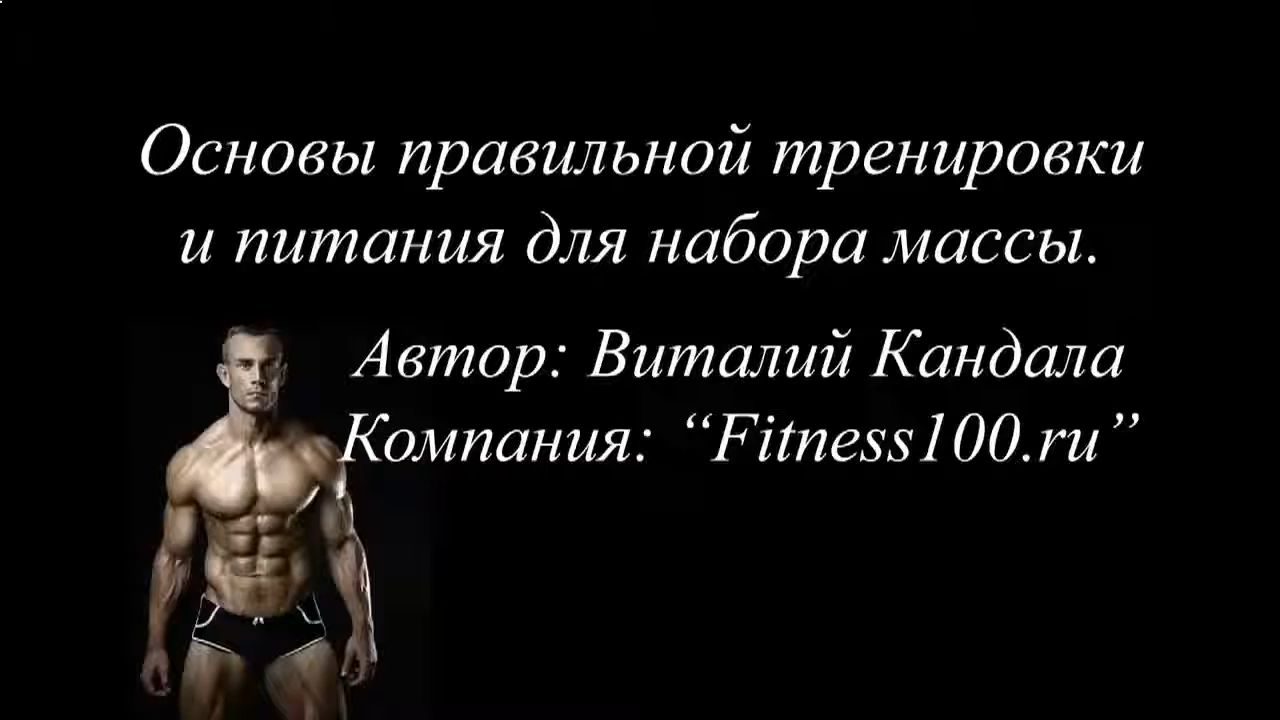 Основы правильной тренировки
и питания для набора массы.
Автор: Виталий Кандала
Компания: “Fitness100.ru”